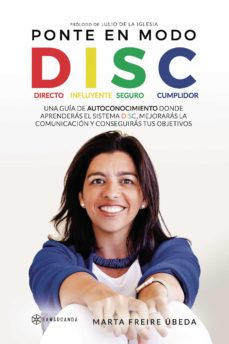 PRÓLOGO DE JULIO DE LA IGLESIA
PONTE EN MODO
DISC
DIRECTO INFLUYENTE SEGURO CUMPLIDOR
UNA GUÍA DE AUTOCONOCIMIENTO DONDE
APRENDERÁS EL SISTEMA DISC, MEJORARÁS LA
COMUNICACIÓN Y CONSEGUIRÁS TUS OBJETIVOS
SAMARCANDA
MARTA FREIRE ÚBEDA